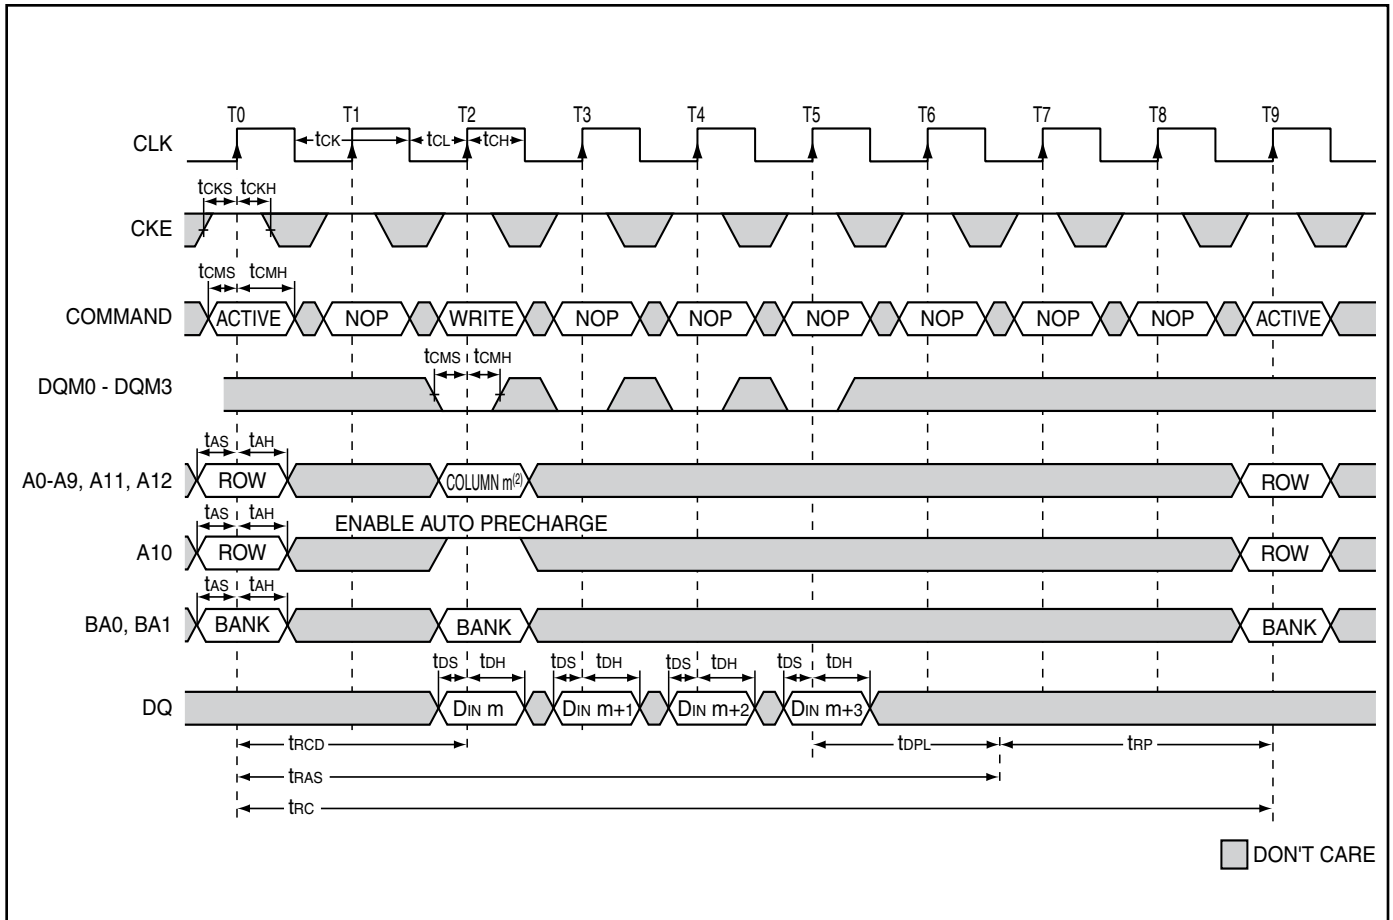 T0 T1 T2 T3 T4 T5 T6 T7 T8 T9
CLK tCK tCL tCH
tCKS tCKH
CKE
tCMS tCMH
COMMAND ACTIVE NOP WRITE NOP NOP NOP NOP NOP NOP ACTIVE
tCMS tCMH
DQM0 - DQM3
tAS tAH
A0-A9, A11, A12 ROW COLUMN m(2) ROW
tAS tAH ENABLE AUTO PRECHARGE
A10 ROW ROW
tAS tAH
BA0, BA1 BANK BANK BANK
tDS tDH tDS tDH tDS tDH tDS tDH
DQ DIN m DIN m+1 DIN m+2 DIN m+3
tRCD tDPL tRP
tRAS
tRC
DON'T CARE